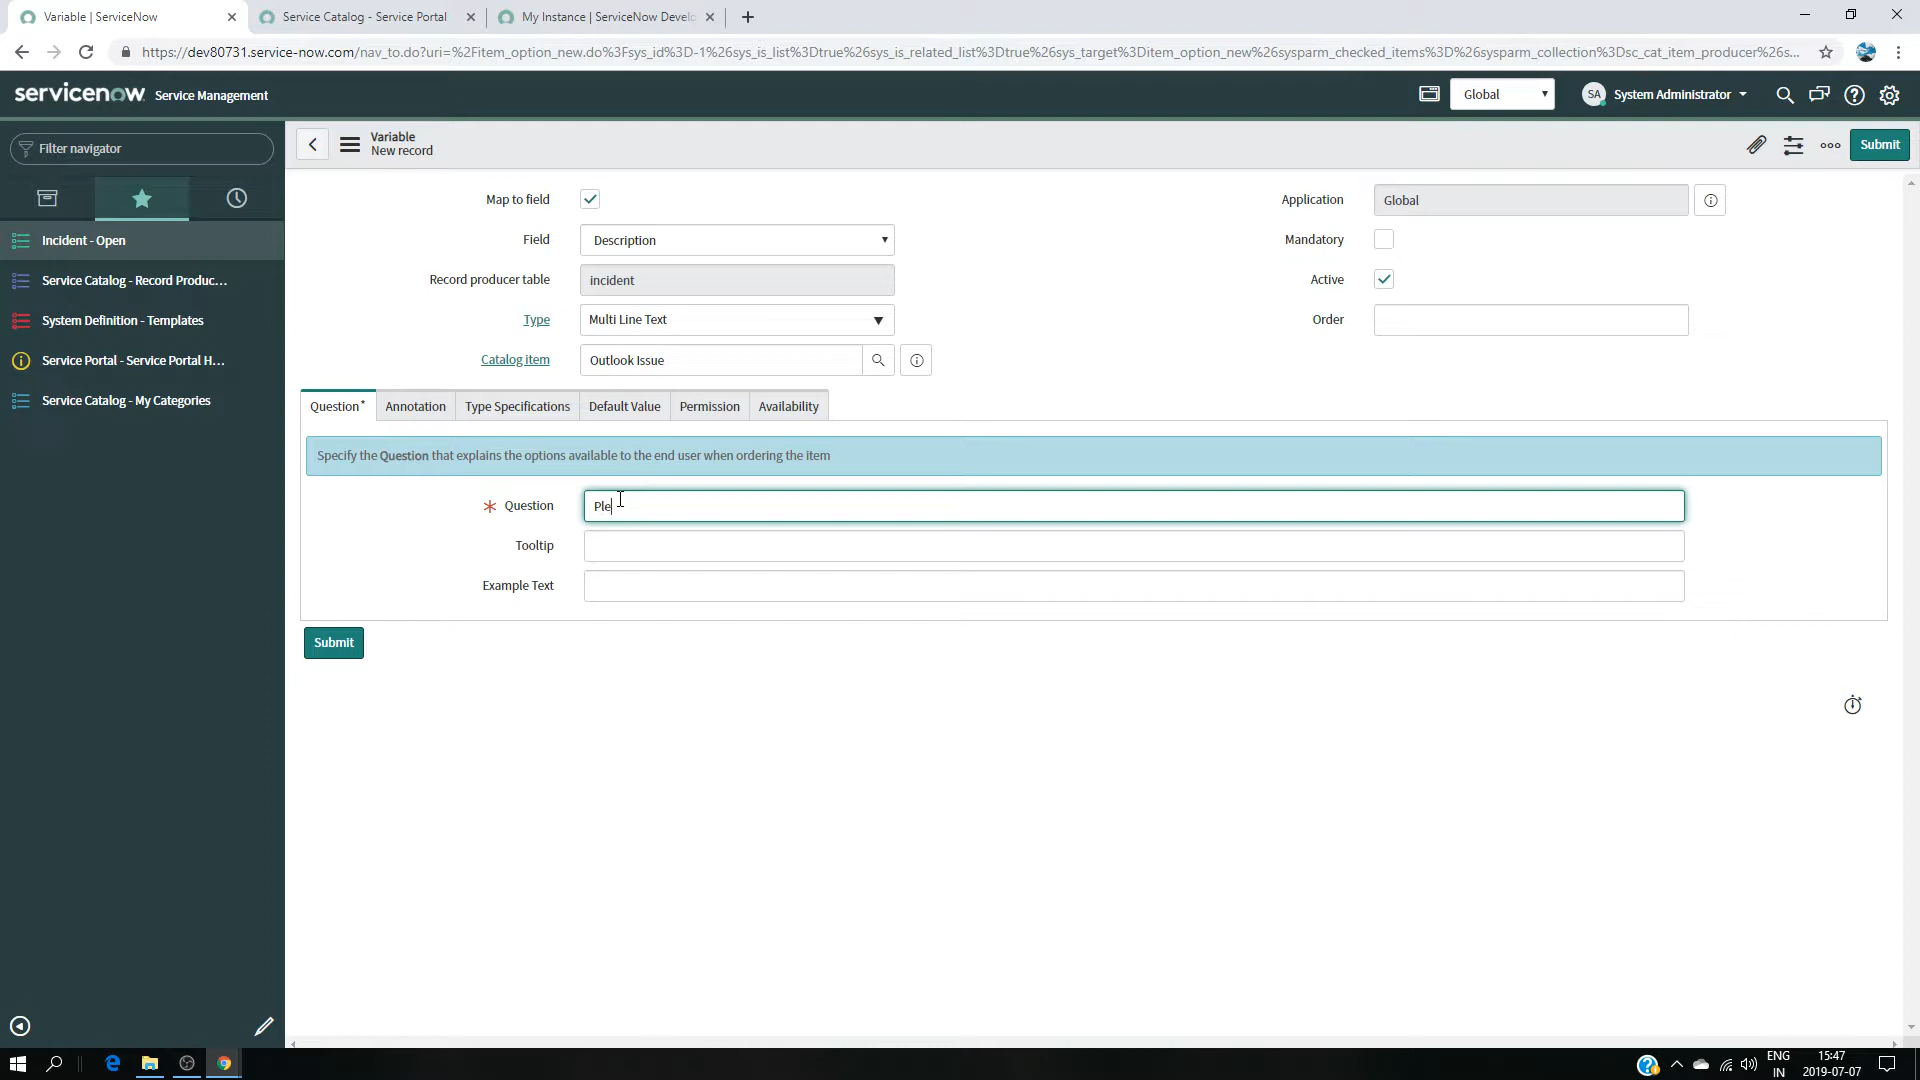 Variable | ServiceNow
Service Catalog - Service Portal
My Instance | ServiceNow Develo
https://dev80731.service-now.com/nav_to.do?uri=%2Fitem_option_new.do%3Fsys_id%3D-1%26sys_is_list%3Dtrue%26sys_is_related_list%3Dtrue%26sys_target%3Ditem_option_new%26sysparm_checked_items%3D%26sysparm_collection%3Dsc_cat_item_producer%26s...
servicenow Service Management
Global
SA System Administrator
Filter navigator
Variable
New record
Submit
Incident - Open
Service Catalog - Record Produc...
System Definition - Templates
Service Portal - Service Portal H...
Service Catalog - My Categories
Map to field
Application Global
Field Description
Mandatory
Record producer table incident
Active
Type Multi Line Text
Order
Catalog item Outlook Issue
Question* Annotation Type Specifications Default Value Permission Availability
Specify the Question that explains the options available to the end user when ordering the item
Question Ple
Tooltip
Example Text
Submit
ENG
IN
15:47
2019-07-07